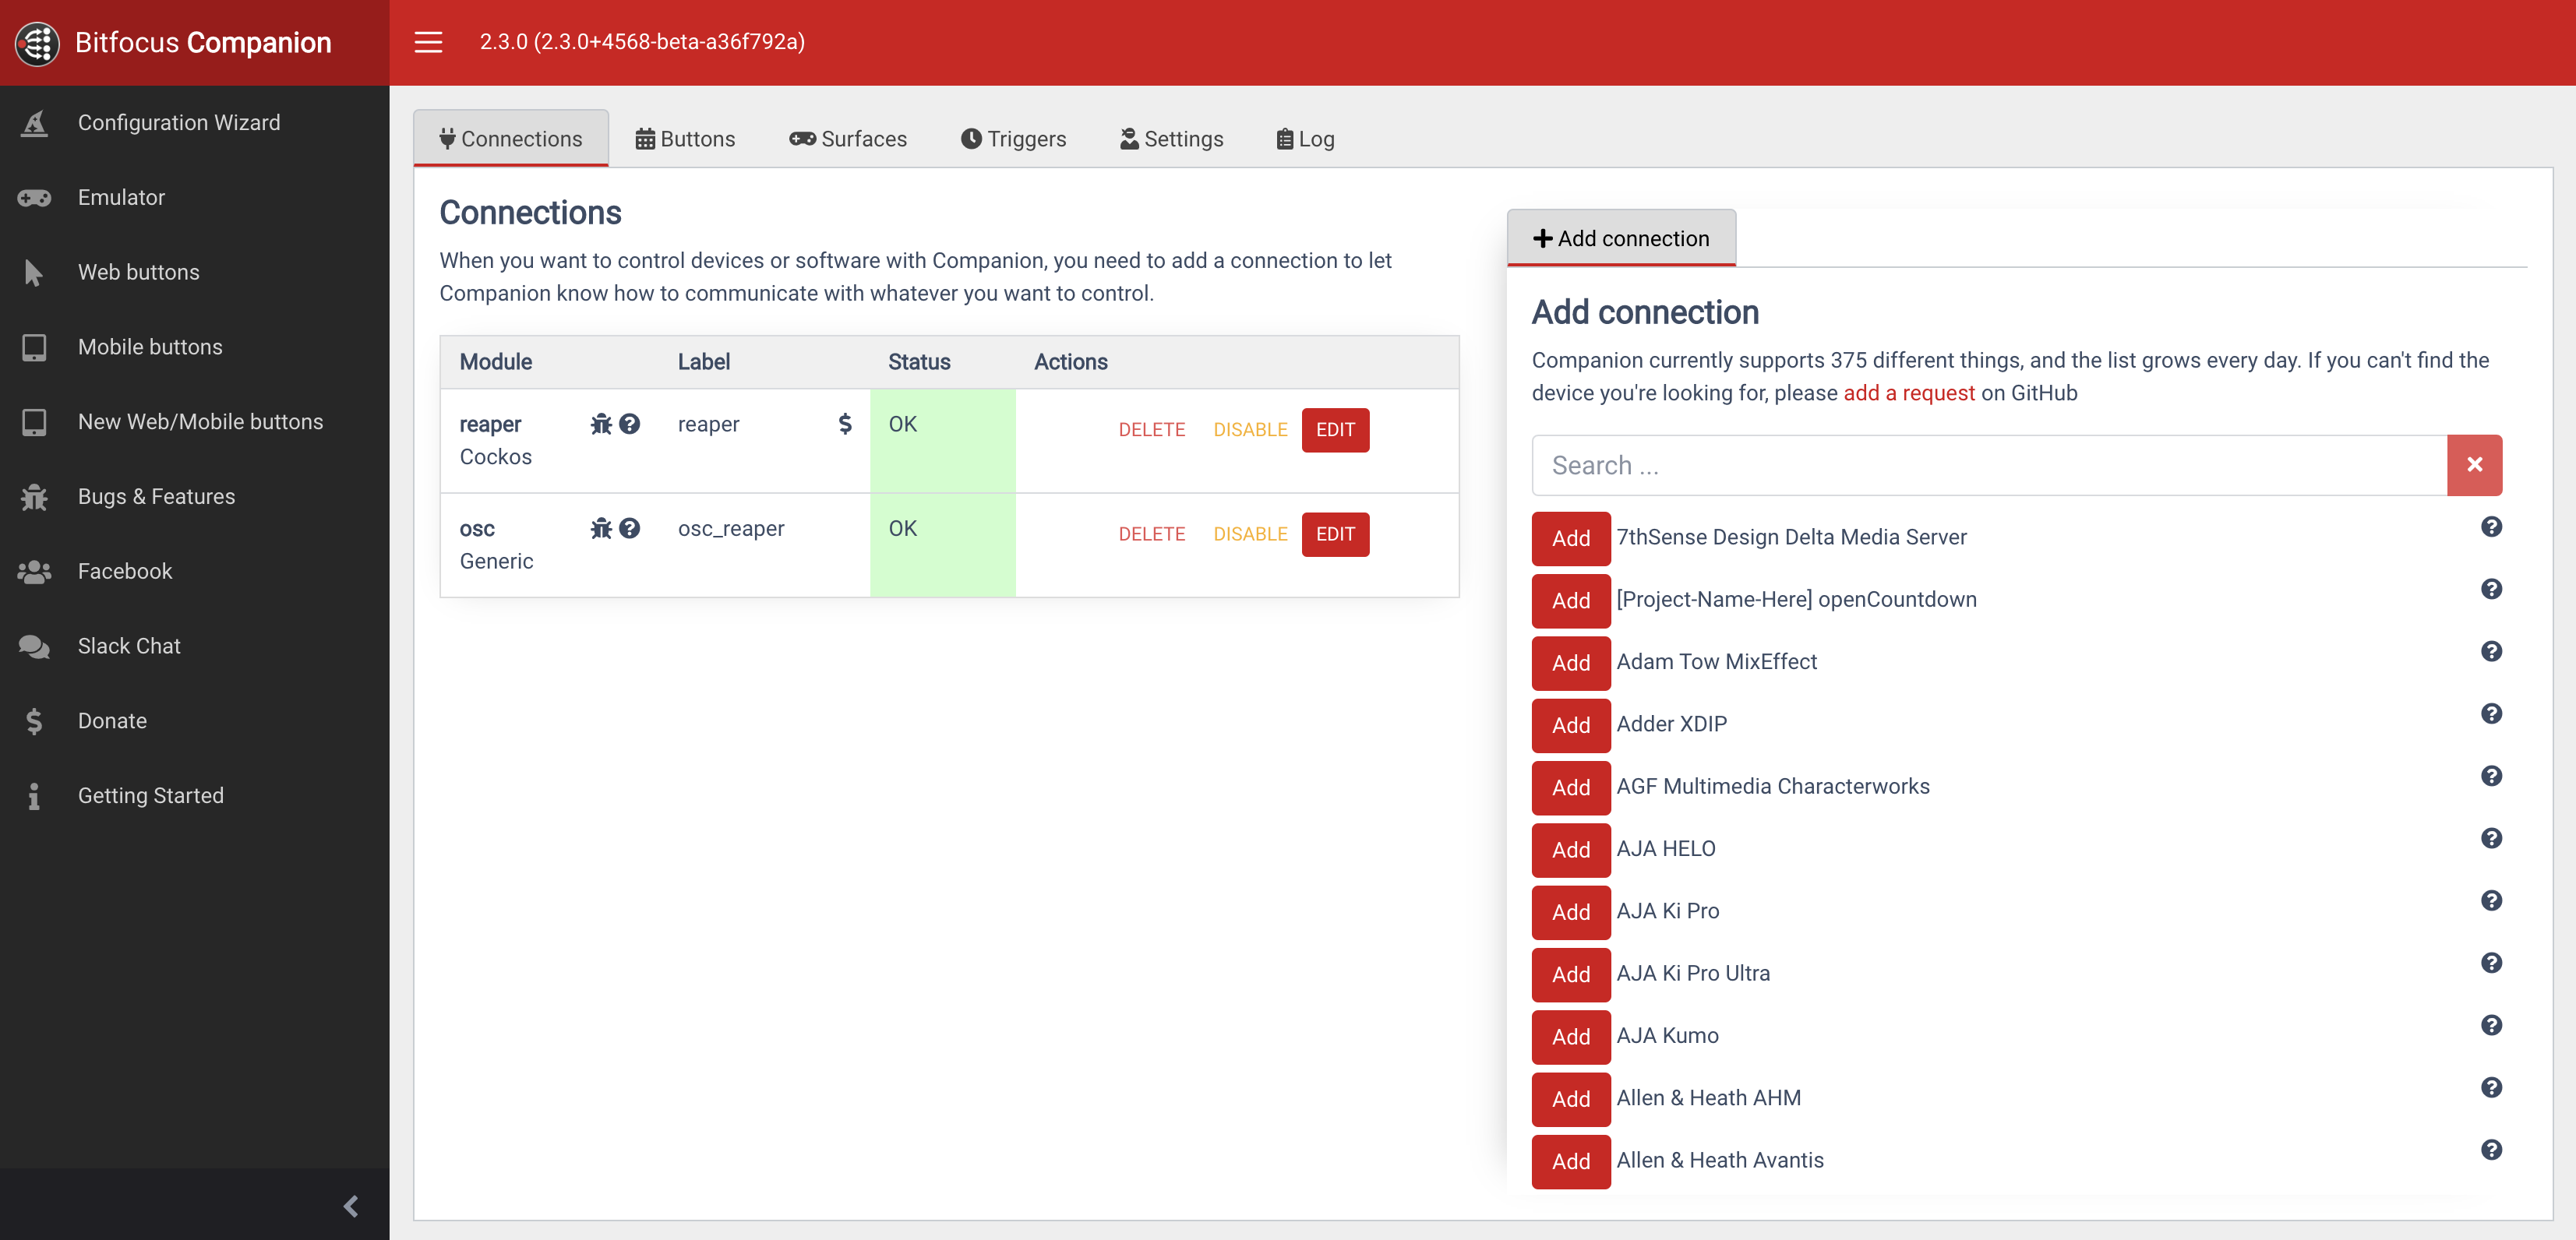 Bitfocus Companion
2.3.0 (2.3.0+4568-beta-a36f792a)
Configuration Wizard
Emulator
Web buttons
Mobile buttons
New Web/Mobile buttons
Bugs & Features
Facebook
Slack Chat
Donate
Getting Started
Connections
Buttons
Surfaces
Triggers
Settings
Log
Connections
When you want to control devices or software with Companion, you need to add a connection to let
Companion know how to communicate with whatever you want to control.
Module Label Status Actions
reaper reaper $ OK DELETE DISABLE EDIT
Cockos
osc osc_reaper OK DELETE DISABLE EDIT
Generic
Add connection
Add connection
Companion currently supports 375 different things, and the list grows every day. If you can't find the
device you're looking for, please add a request on GitHub
Search ...
Add 7thSense Design Delta Media Server
Add [Project-Name-Here] openCountdown
Add Adam Tow MixEffect
Add Adder XDIP
Add AGF Multimedia Characterworks
Add AJA HELO
Add AJA Ki Pro
Add AJA Ki Pro Ultra
Add AJA Kumo
Add Allen & Heath AHM
Add Allen & Heath Avantis